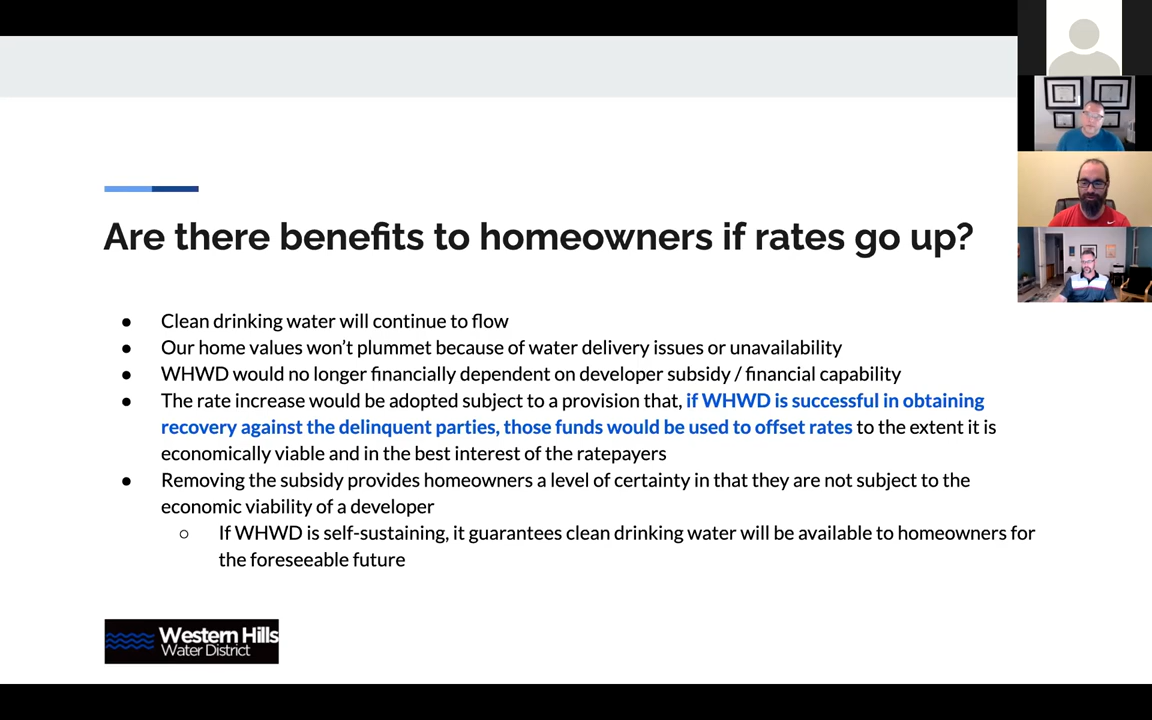 Are there benefits to homeowners if rates go up?
● Clean drinking water will continue to flow
● Our home values won't plummet because of water delivery issues or unavailability
● WHWD would no longer financially dependent on developer subsidy / financial capability
● The rate increase would be adopted subject to a provision that, if WHWD is successful in obtaining
recovery against the delinquent parties, those funds would be used to offset rates to the extent it is
economically viable and in the best interest of the ratepayers
● Removing the subsidy provides homeowners a level of certainty in that they are not subject to the
economic viability of a developer
○ If WHWD is self-sustaining, it guarantees clean drinking water will be available to homeowners for
the foreseeable future
Western Hills
Water District